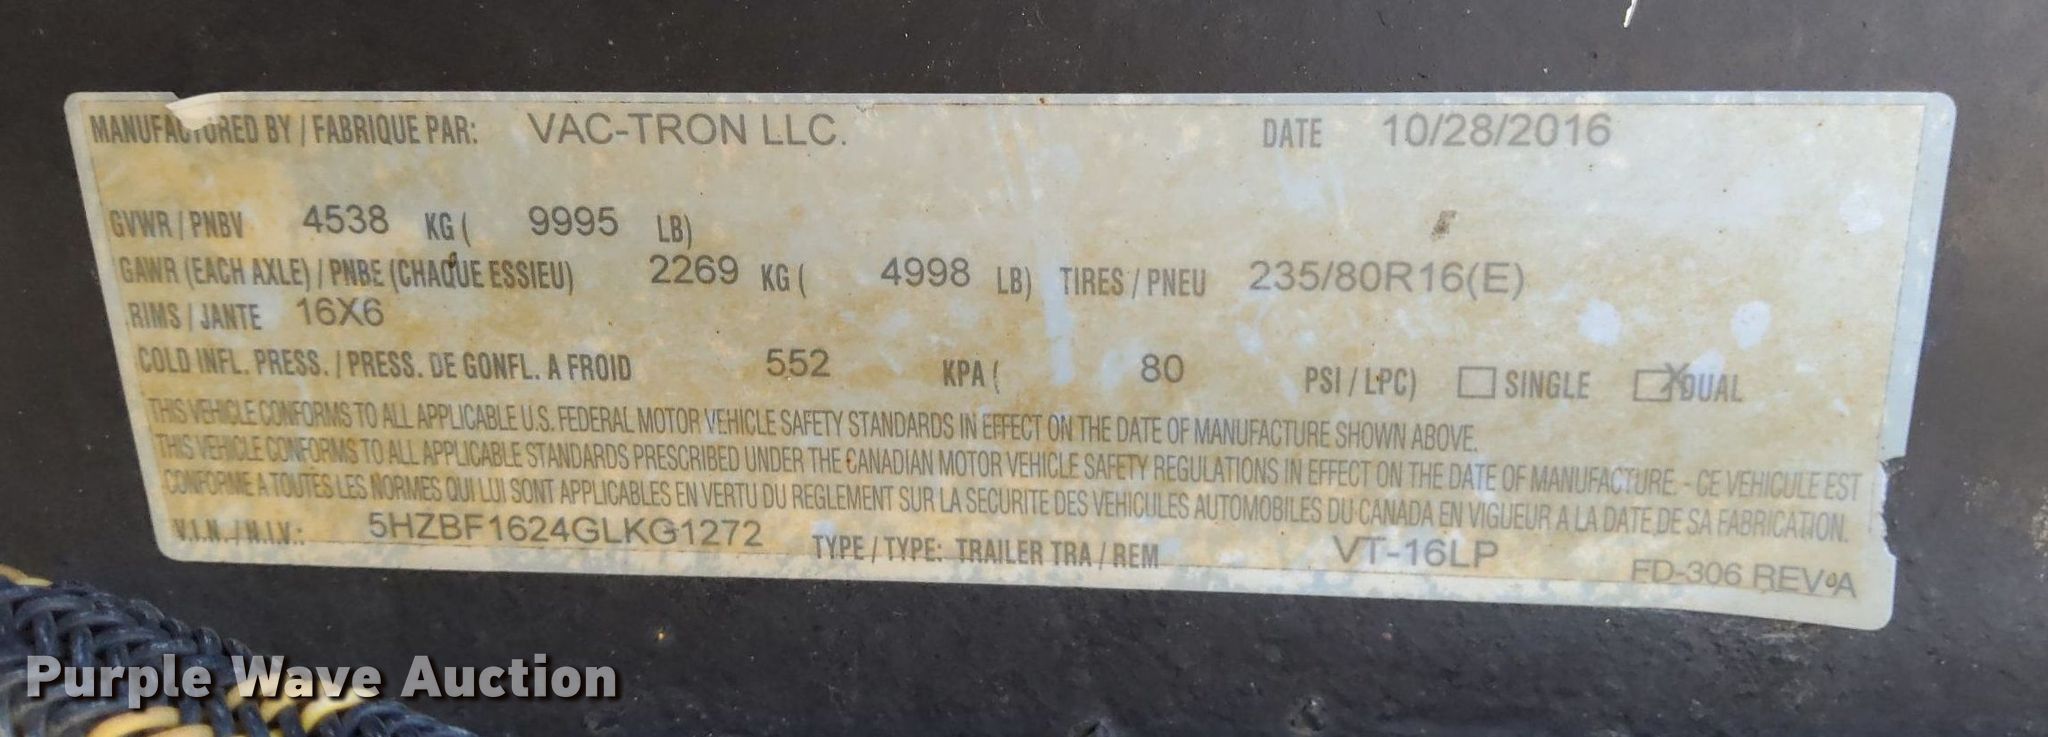 MANUFACTURED BY / FABRIQUE PAR: VAC-TRON LLC. DATE 10/28/2016
GVWR / PNBV 4538 KG ( 9995 LB)
GAWR (EACH AXLE) / PNBE (CHAQUE ESSIEU) 2269 KG ( 4998 LB) TIRES / PNEU 235/80R16(E)
RIMS / JANTE 16X6
COLD INFL. PRESS. / PRESS. DE GONFL. A FROID 552 KPA ( 80 PSI / LPC) ☐ SINGLE ☐ X DUAL
THIS VEHICLE CONFORMS TO ALL APPLICABLE U.S. FEDERAL MOTOR VEHICLE SAFETY STANDARDS IN EFFECT ON THE DATE OF MANUFACTURE SHOWN ABOVE.
THIS VEHICLE CONFORMS TO ALL APPLICABLE STANDARDS PRESCRIBED UNDER THE CANADIAN MOTOR VEHICLE SAFETY REGULATIONS IN EFFECT ON THE DATE OF MANUFACTURE. - CE VEHICULE EST
CONFORME A TOUTES LES NORMES QUI LUI SONT APPLICABLES EN VERTU DU REGLEMENT SUR LA SECURITE DES VEHICULES AUTOMOBILES DU CANADA EN VIGUEUR A LA DATE DE SA FABRICATION.
V.I.N. / N.I.V.: 5HZBF1624GLKG1272 TYPE / TYPE: TRAILER TRA / REM VT-16LP
FD-306 REV A
Purple Wave Auction